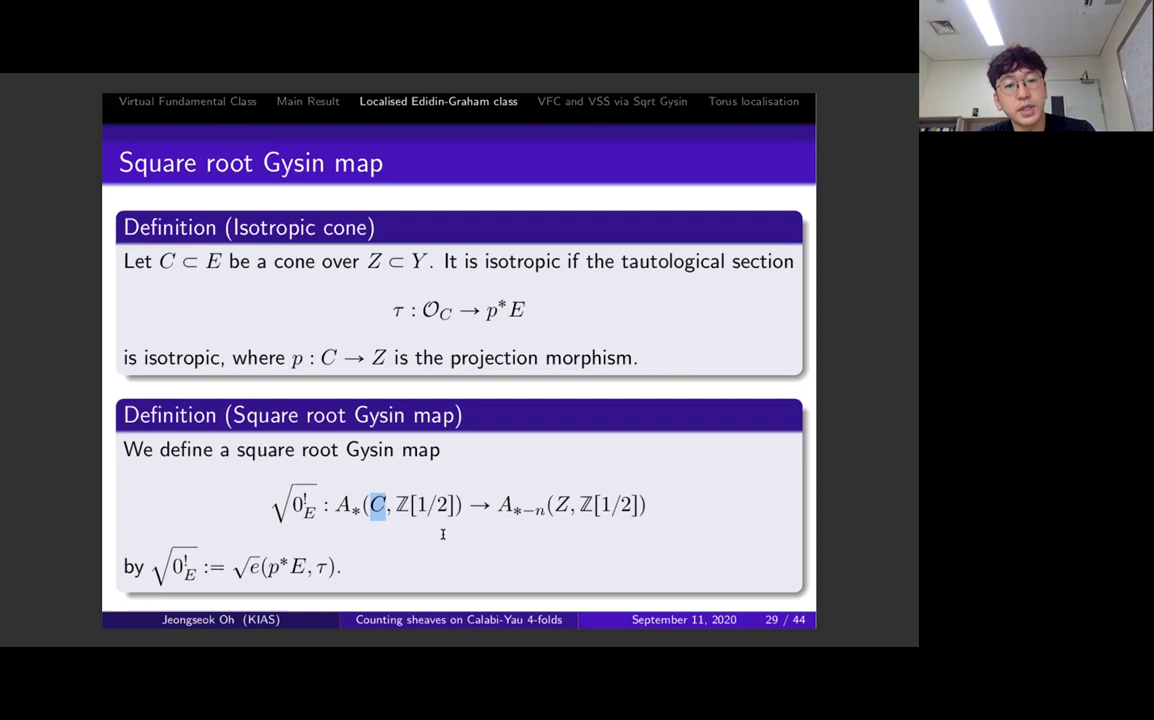 Virtual Fundamental Class Main Result Localised Edidin-Graham class VFC and VSS via Sqrt Gysin Torus localisation
Square root Gysin map
Definition (Isotropic cone)
Let C ⊂ E be a cone over Z ⊂ Y. It is isotropic if the tautological section
τ : 𝒪_C → p*E
is isotropic, where p : C → Z is the projection morphism.
Definition (Square root Gysin map)
We define a square root Gysin map
√(0^!_E) : A_*(C, ℤ[1/2]) → A_{*−n}(Z, ℤ[1/2])
by √(0^!_E) := √e(p*E, τ).
Jeongseok Oh (KIAS) Counting sheaves on Calabi-Yau 4-folds September 11, 2020 29 / 44